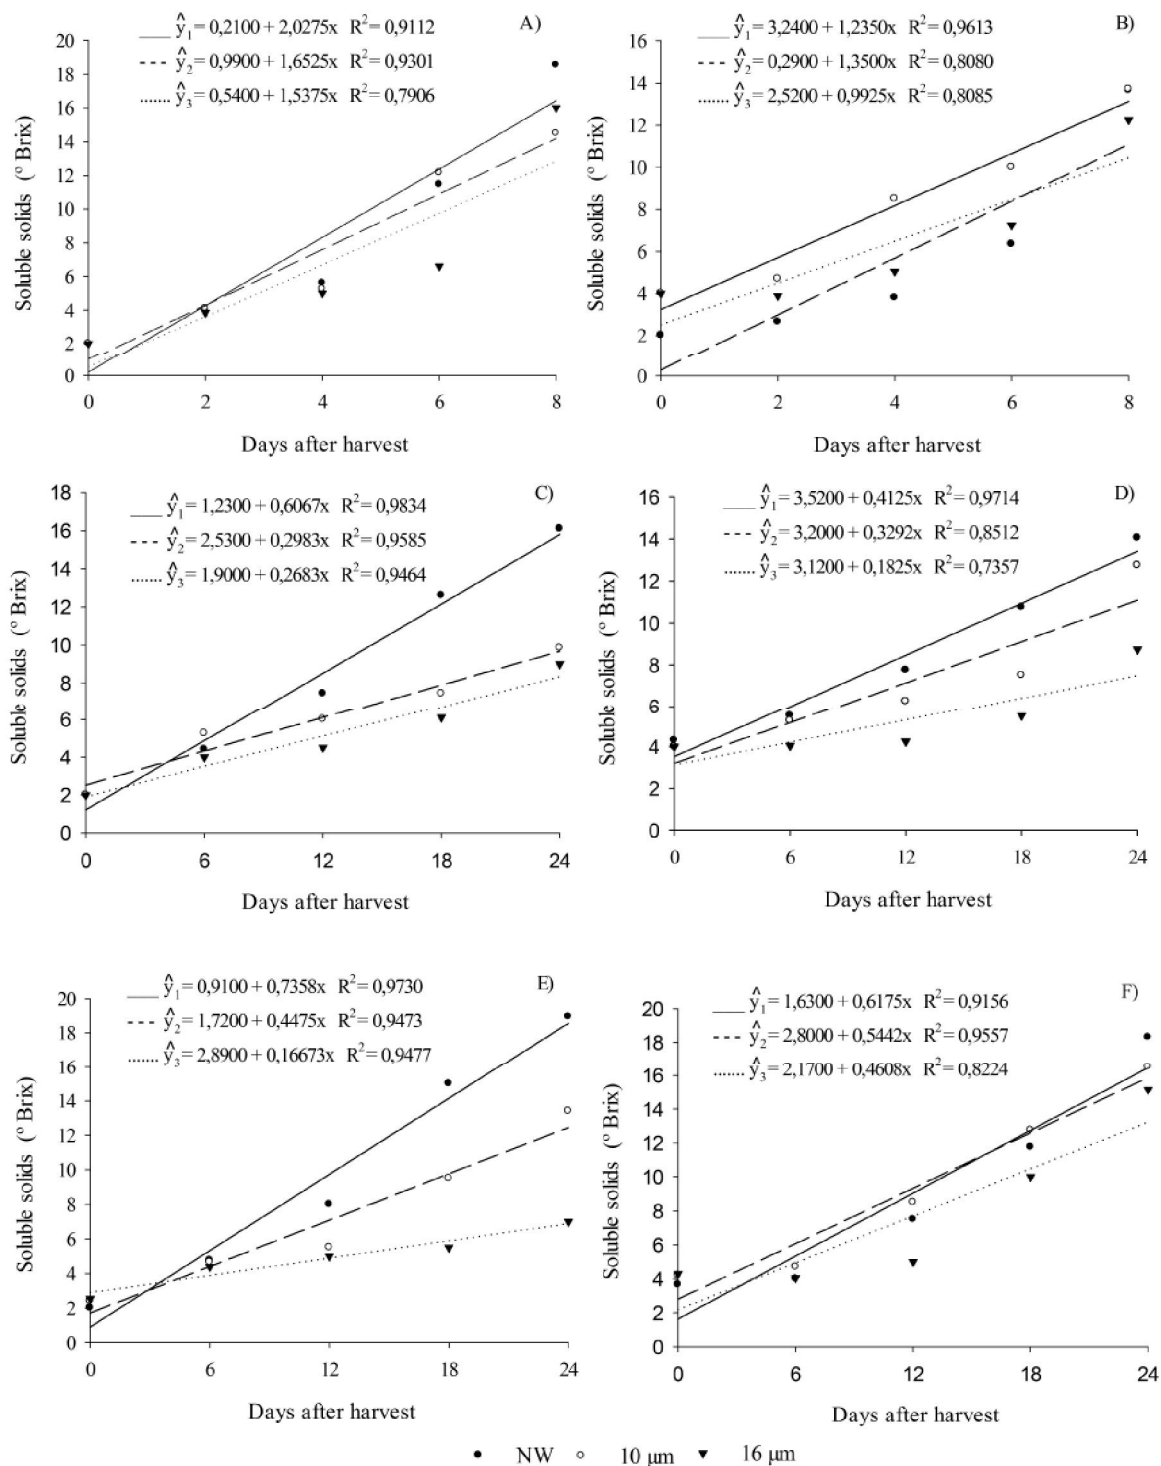 A)
ŷ1= 0,2100 + 2,0275x R²= 0,9112
ŷ2= 0,9900 + 1,6525x R²= 0,9301
ŷ3= 0,5400 + 1,5375x R²= 0,7906
Soluble solids (º Brix)
20
18
16
14
12
10
8
6
4
2
0
0 2 4 6 8
Days after harvest
B)
ŷ1= 3,2400 + 1,2350x R²= 0,9613
ŷ2= 0,2900 + 1,3500x R²= 0,8080
ŷ3= 2,5200 + 0,9925x R²= 0,8085
Soluble solids (º Brix)
16
14
12
10
8
6
4
2
0
0 2 4 6 8
Days after harvest
C)
ŷ1= 1,2300 + 0,6067x R²= 0,9834
ŷ2= 2,5300 + 0,2983x R²= 0,9585
ŷ3= 1,9000 + 0,2683x R²= 0,9464
Soluble solids (º Brix)
18
16
14
12
10
8
6
4
2
0
0 6 12 18 24
Days after harvest
D)
ŷ1= 3,5200 + 0,4125x R²= 0,9714
ŷ2= 3,2000 + 0,3292x R²= 0,8512
ŷ3= 3,1200 + 0,1825x R²= 0,7357
Soluble solids (º Brix)
16
14
12
10
8
6
4
2
0
0 6 12 18 24
Days after harvest
E)
ŷ1= 0,9100 + 0,7358x R²= 0,9730
ŷ2= 1,7200 + 0,4475x R²= 0,9473
ŷ3= 2,8900 + 0,16673x R²= 0,9477
Soluble solids (º Brix)
20
18
16
14
12
10
8
6
4
2
0
0 6 12 18 24
Days after harvest
F)
ŷ1= 1,6300 + 0,6175x R²= 0,9156
ŷ2= 2,8000 + 0,5442x R²= 0,9557
ŷ3= 2,1700 + 0,4608x R²= 0,8224
Soluble solids (º Brix)
20
18
16
14
12
10
8
6
4
2
0
0 6 12 18 24
Days after harvest
NW 10 µm 16 µm